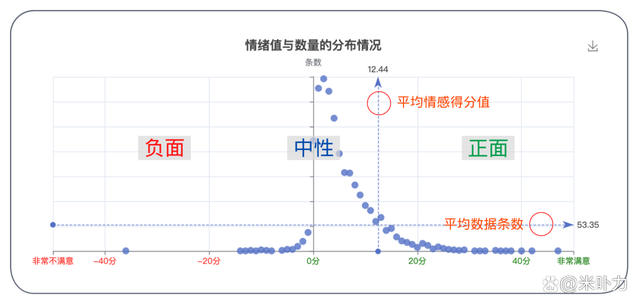 情绪值与数量的分布情况
条数
12.44
平均情感得分值
负面
中性
正面
平均数据条数
53.35
非常不满意
-40分
-20分
0分
20分
40分
非常满意
@米卟力